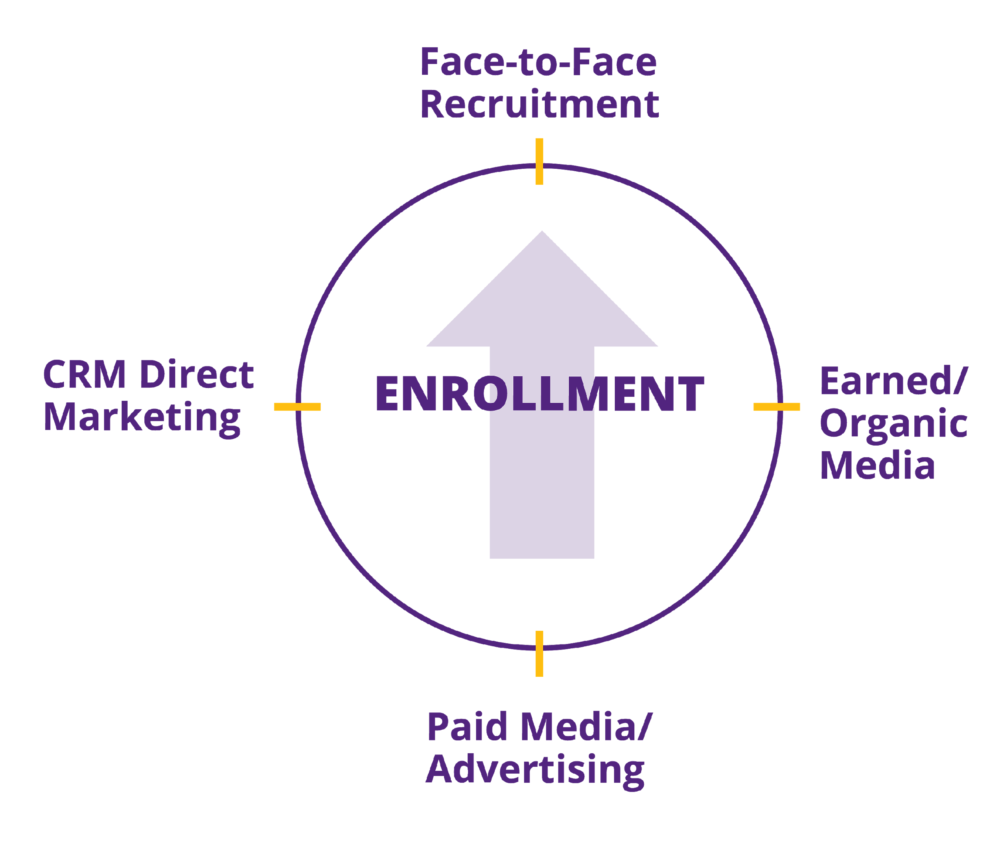 Face-to-Face
Recruitment
CRM Direct
Marketing
ENROLLMENT
Earned/
Organic
Media
Paid Media/
Advertising